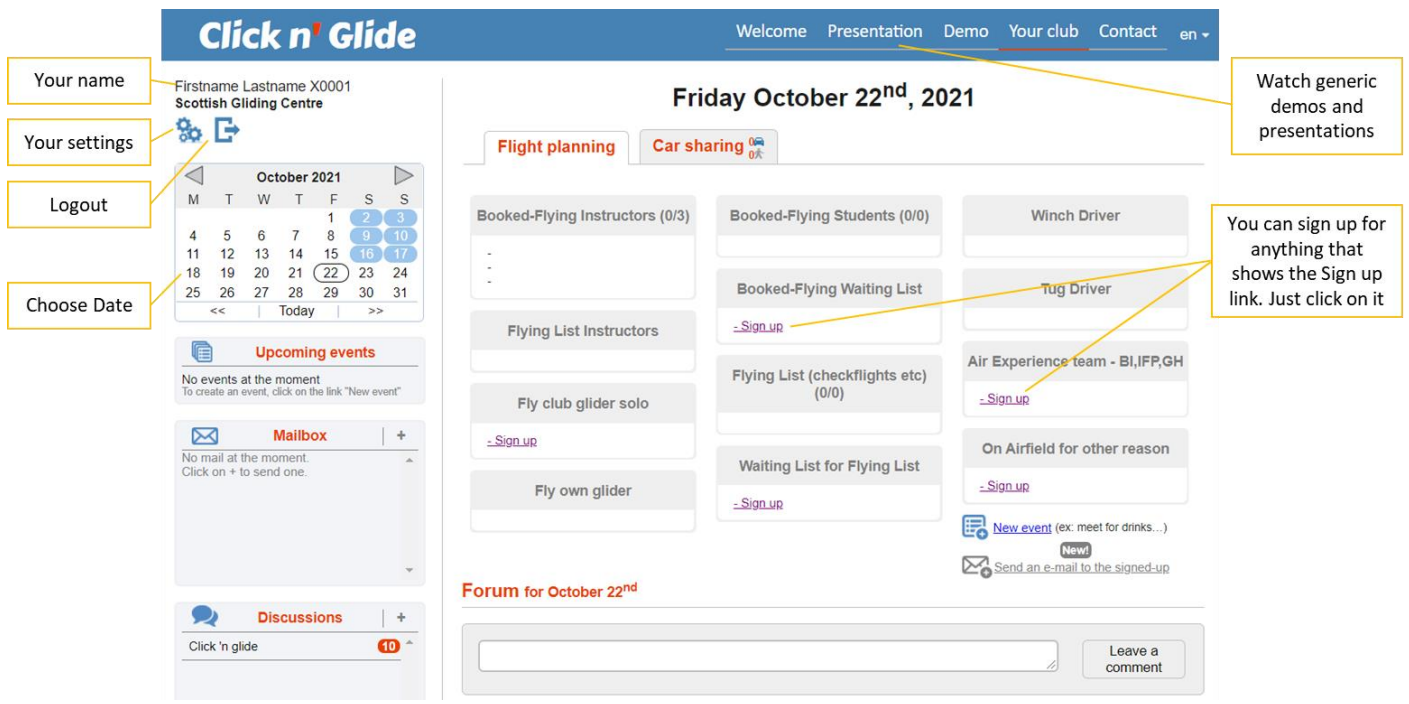 Click n' Glide
Welcome Presentation Demo Your club Contact en
Your name
Your settings
Logout
Choose Date
Firstname Lastname X0001
Scottish Gliding Centre
October 2021
M T W T F S S
1 2 3
4 5 6 7 8 9 10
11 12 13 14 15 16 17
18 19 20 21 22 23 24
25 26 27 28 29 30 31
<< | Today | >>
Upcoming events
No events at the moment
To create an event, click on the link "New event"
Mailbox | +
No mail at the moment.
Click on + to send one.
Discussions | +
Click 'n glide 10
Friday October 22nd, 2021
Flight planning
Car sharing 0 0
Booked-Flying Instructors (0/3)
-
-
-
Flying List Instructors
Fly club glider solo
- Sign up
Fly own glider
Booked-Flying Students (0/0)
Booked-Flying Waiting List
- Sign up
Flying List (checkflights etc)
(0/0)
Waiting List for Flying List
- Sign up
Winch Driver
Tug Driver
Air Experience team - BI,IFP,GH
- Sign up
On Airfield for other reason
- Sign up
New event (ex: meet for drinks...)
New!
Send an e-mail to the signed-up
Forum for October 22nd
Leave a
comment
Watch generic
demos and
presentations
You can sign up for
anything that
shows the Sign up
link. Just click on it